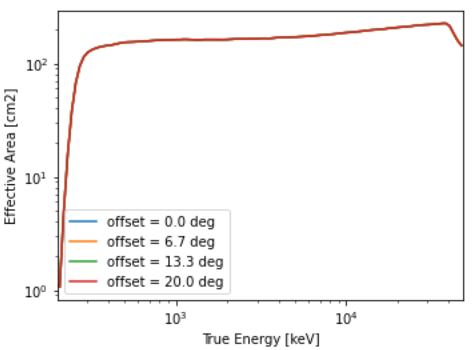 Effective Area [cm2]
10²
10¹
10⁰
offset = 0.0 deg
offset = 6.7 deg
offset = 13.3 deg
offset = 20.0 deg
10³
10⁴
True Energy [keV]